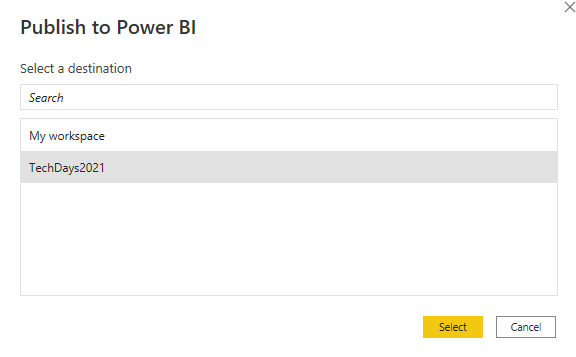 Publish to Power BI
Select a destination
Search
My workspace
TechDays2021
Select Cancel